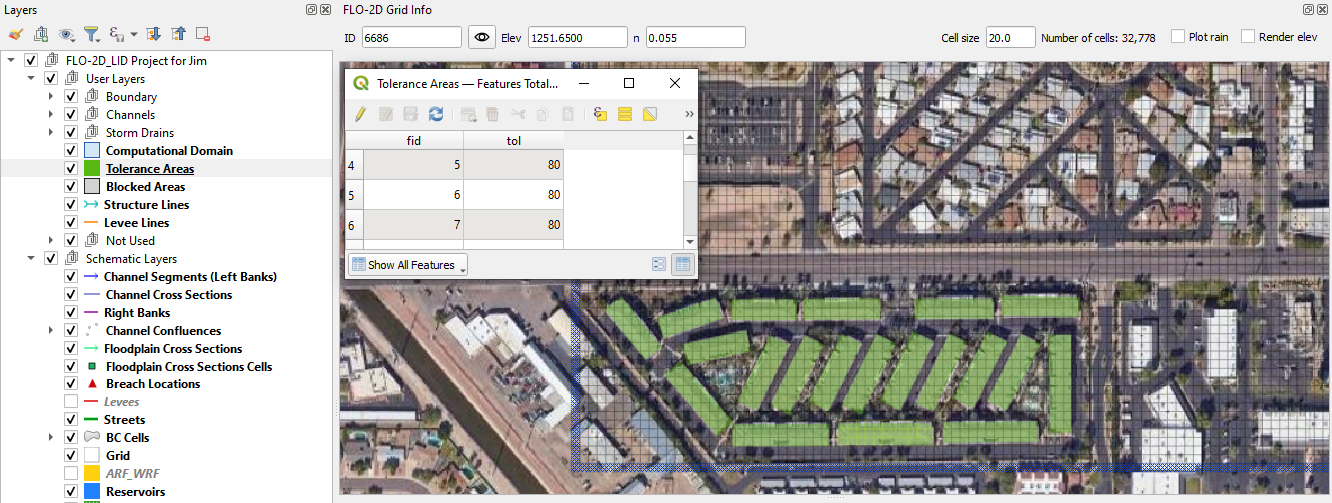 Layers
FLO-2D_LID Project for Jim
User Layers
Boundary
Channels
Storm Drains
Computational Domain
Tolerance Areas
Blocked Areas
Structure Lines
Levee Lines
Not Used
Schematic Layers
Channel Segments (Left Banks)
Channel Cross Sections
Right Banks
Channel Confluences
Floodplain Cross Sections
Floodplain Cross Sections Cells
Breach Locations
Levees
Streets
BC Cells
Grid
ARF_WRF
Reservoirs
FLO-2D Grid Info
ID 6686 Elev 1251.6500 n 0.055 Cell size 20.0 Number of cells: 32,778 Plot rain Render elev
Tolerance Areas — Features Total...
fid tol
4 5 80
5 6 80
6 7 80
Show All Features